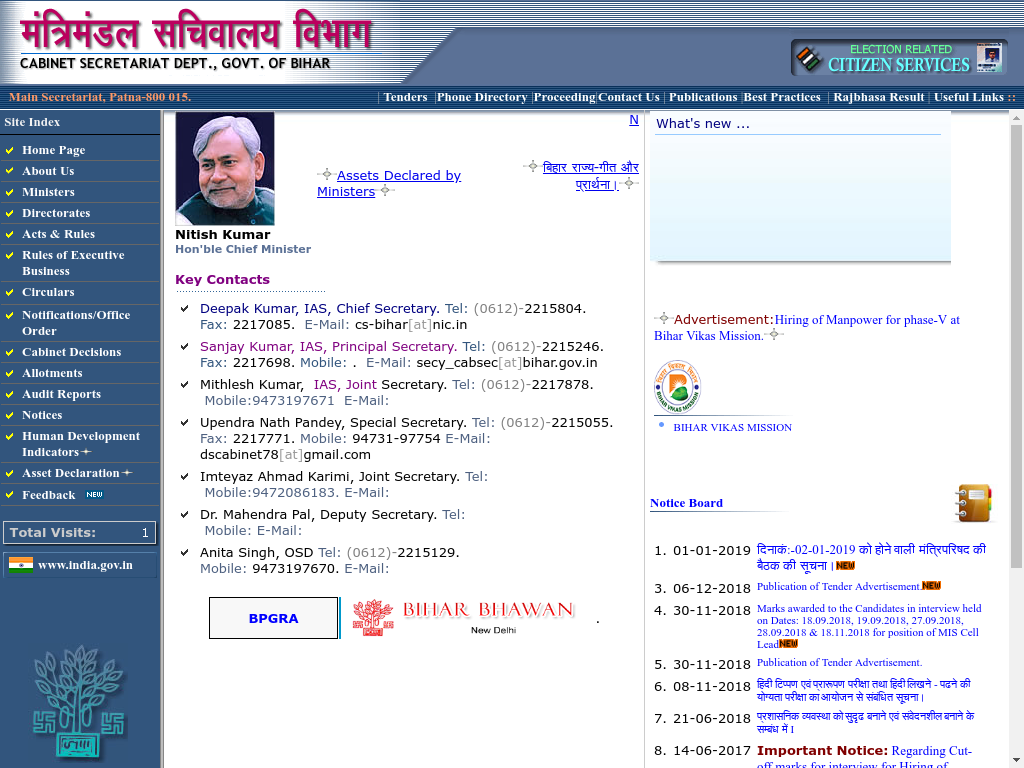 मंत्रिमंडल सचिवालय विभाग
CABINET SECRETARIAT DEPT., GOVT. OF BIHAR
ELECTION RELATED
CITIZEN SERVICES
Main Secretariat, Patna-800 015.
| Tenders |Phone Directory |Proceeding|Contact Us | Publications |Best Practices | Rajbhasa Result | Useful Links ::
Site Index
Home Page
About Us
Ministers
Directorates
Acts & Rules
Rules of Executive
Business
Circulars
Notifications/Office
Order
Cabinet Decisions
Allotments
Audit Reports
Notices
Human Development
Indicators
Asset Declaration
Feedback NEW
Total Visits: 1
www.india.gov.in
N
Assets Declared by
Ministers
बिहार राज्य-गीत और
प्रार्थना।
Nitish Kumar
Hon'ble Chief Minister
Key Contacts
Deepak Kumar, IAS, Chief Secretary. Tel: (0612)-2215804.
Fax: 2217085. E-Mail: cs-bihar[at]nic.in
Sanjay Kumar, IAS, Principal Secretary. Tel: (0612)-2215246.
Fax: 2217698. Mobile: . E-Mail: secy_cabsec[at]bihar.gov.in
Mithlesh Kumar, IAS, Joint Secretary. Tel: (0612)-2217878.
Mobile:9473197671 E-Mail:
Upendra Nath Pandey, Special Secretary. Tel: (0612)-2215055.
Fax: 2217771. Mobile: 94731-97754 E-Mail:
dscabinet78[at]gmail.com
Imteyaz Ahmad Karimi, Joint Secretary. Tel:
Mobile:9472086183. E-Mail:
Dr. Mahendra Pal, Deputy Secretary. Tel:
Mobile: E-Mail:
Anita Singh, OSD Tel: (0612)-2215129.
Mobile: 9473197670. E-Mail:
BPGRA
BIHAR BHAWAN
New Delhi
.
What's new ...
Advertisement:Hiring of Manpower for phase-V at
Bihar Vikas Mission.
BIHAR VIKAS MISSION
Notice Board
1. 01-01-2019 दिनाकं:-02-01-2019 को होने वाली मंत्रिपरिषद की
बैठक की सूचना। NEW
3. 06-12-2018 Publication of Tender Advertisement. NEW
4. 30-11-2018 Marks awarded to the Candidates in interview held
on Dates: 18.09.2018, 19.09.2018, 27.09.2018,
28.09.2018 & 18.11.2018 for position of MIS Cell
Lead NEW
5. 30-11-2018 Publication of Tender Advertisement.
6. 08-11-2018 हिंदी टिप्पण एवं प्रारूपण परीक्षा तथा हिंदी लिखने - पढने की
योग्यता परीक्षा का आयोजन से संबंधित सूचना।
7. 21-06-2018 प्रशासनिक व्यवस्था को सुदृढ बनाने एवं संवेदनशील बनाने के
सम्बंध में I
8. 14-06-2017 Important Notice: Regarding Cut-
off marks for interview for Hiring of